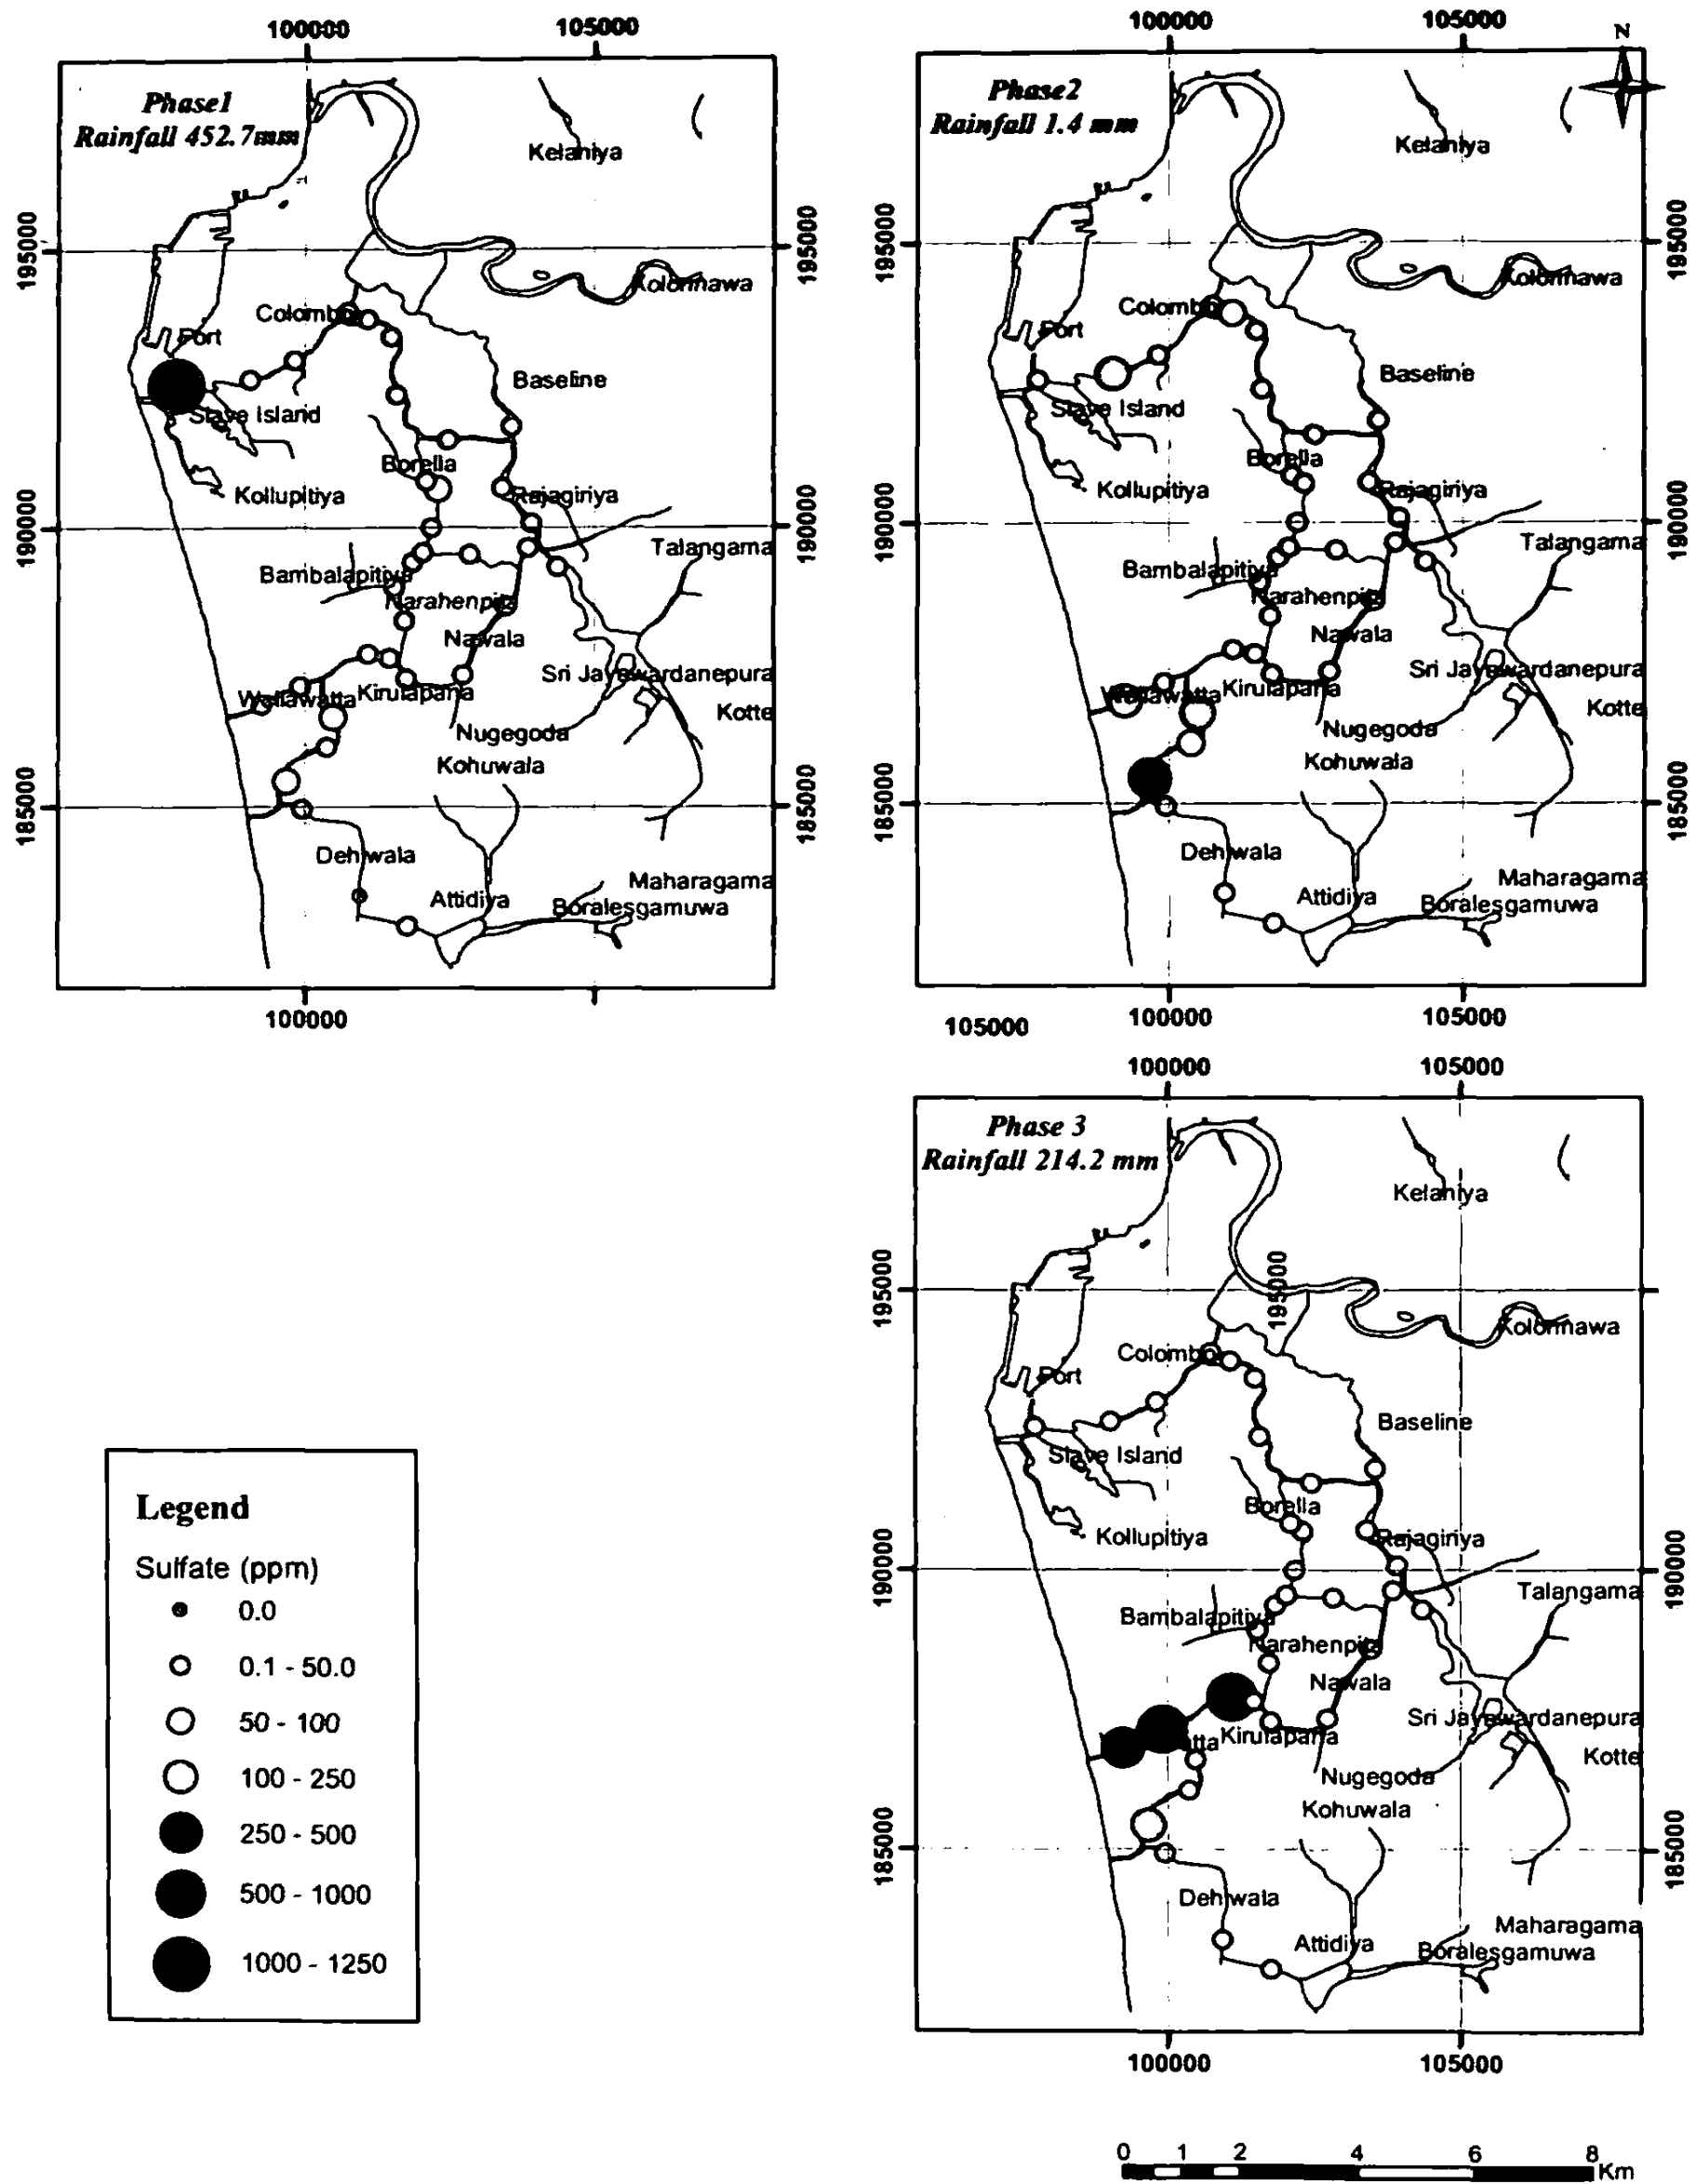 100000 105000
Phase1
Rainfall 452.7mm
Kelaniya
195000 195000
Kolonnawa
Colombo
Fort
Baseline
Slave Island
Borella
Kollupitiya
Rajagiriya
190000 190000
Talangama
Bambalapitiya
Narahenpita
Nawala
Sri Jayawardanepura
Wellawatta
Kirulapana
Kotte
Nugegoda
Kohuwala
185000 185000
Dehiwala
Maharagama
Attidiya
Boralesgamuwa
100000
100000 105000
N
Phase2
Rainfall 1.4 mm
Kelaniya
195000 195000
Kolonnawa
Colombo
Fort
Baseline
Slave Island
Borella
Kollupitiya
Rajagiriya
190000 190000
Talangama
Bambalapitiya
Narahenpita
Nawala
Sri Jayawardanepura
Wellawatta
Kirulapana
Kotte
Nugegoda
Kohuwala
185000 185000
Dehiwala
Maharagama
Attidiya
Boralesgamuwa
105000 100000 105000
100000 105000
Phase 3
Rainfall 214.2 mm
Kelaniya
195000 195000
Kolonnawa
Colombo
Fort
Baseline
Slave Island
Borella
Kollupitiya
Rajagiriya
190000 190000
Talangama
Bambalapitiya
Narahenpita
Nawala
Sri Jayawardanepura
Kirulapana
Kotte
Nugegoda
Kohuwala
185000 185000
Dehiwala
Maharagama
Attidiya
Boralesgamuwa
100000 105000
Legend
Sulfate (ppm)
0.0
0.1 - 50.0
50 - 100
100 - 250
250 - 500
500 - 1000
1000 - 1250
0 1 2 4 6 8
Km